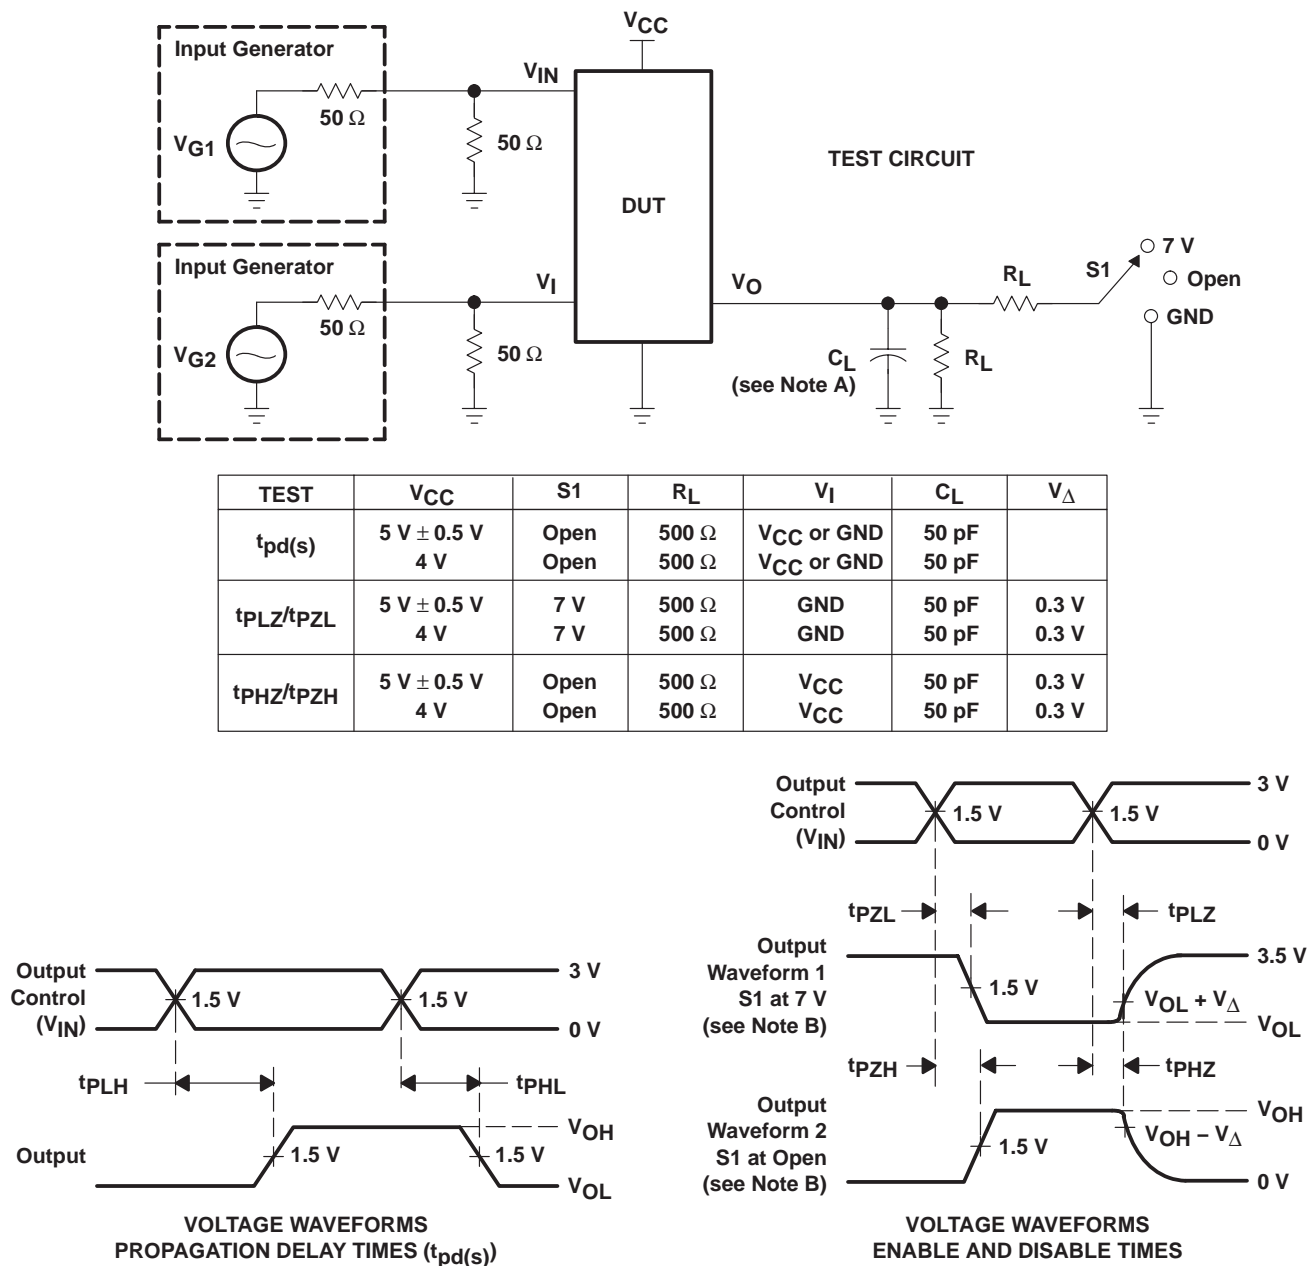 VCC
Input Generator
VIN
50 Ω
VG1
50 Ω
TEST CIRCUIT
DUT
Input Generator
VI
VO
50 Ω
VG2
50 Ω
CL
(see Note A)
RL
RL
S1
7 V
Open
GND
TEST VCC S1 RL VI CL VΔ
tpd(s) 5 V ± 0.5 V Open 500 Ω VCC or GND 50 pF
4 V Open 500 Ω VCC or GND 50 pF
tPLZ/tPZL 5 V ± 0.5 V 7 V 500 Ω GND 50 pF 0.3 V
4 V 7 V 500 Ω GND 50 pF 0.3 V
tPHZ/tPZH 5 V ± 0.5 V Open 500 Ω VCC 50 pF 0.3 V
4 V Open 500 Ω VCC 50 pF 0.3 V
Output
Control
(VIN)
1.5 V
1.5 V
3 V
0 V
tPLH
tPHL
Output
1.5 V
1.5 V
VOH
VOL
VOLTAGE WAVEFORMS
PROPAGATION DELAY TIMES (tpd(s))
Output
Control
(VIN)
1.5 V
1.5 V
3 V
0 V
tPZL
tPLZ
Output
Waveform 1
S1 at 7 V
(see Note B)
1.5 V
3.5 V
VOL + VΔ
VOL
tPZH
tPHZ
Output
Waveform 2
S1 at Open
(see Note B)
1.5 V
VOH
VOH − VΔ
0 V
VOLTAGE WAVEFORMS
ENABLE AND DISABLE TIMES